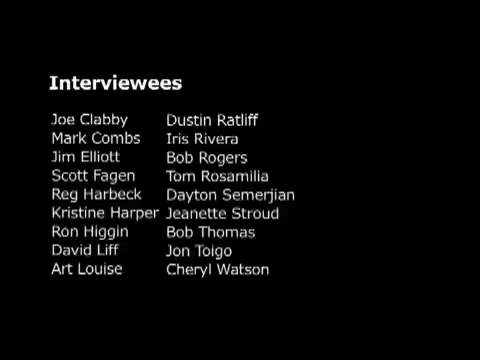 Interviewees
Joe Clabby Dustin Ratliff
Mark Combs Iris Rivera
Jim Elliott Bob Rogers
Scott Fagen Tom Rosamilia
Reg Harbeck Dayton Semerjian
Kristine Harper Jeanette Stroud
Ron Higgin Bob Thomas
David Liff Jon Toigo
Art Louise Cheryl Watson